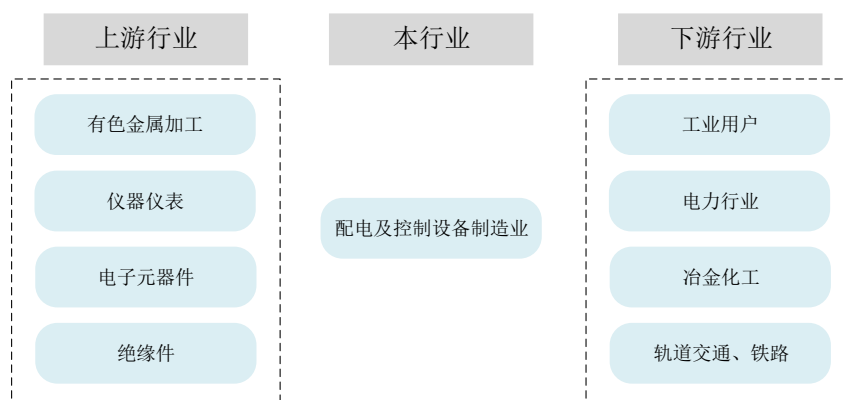 上游行业
本行业
下游行业
有色金属加工
仪器仪表
电子元器件
绝缘件
配电及控制设备制造业
工业用户
电力行业
冶金化工
轨道交通、铁路